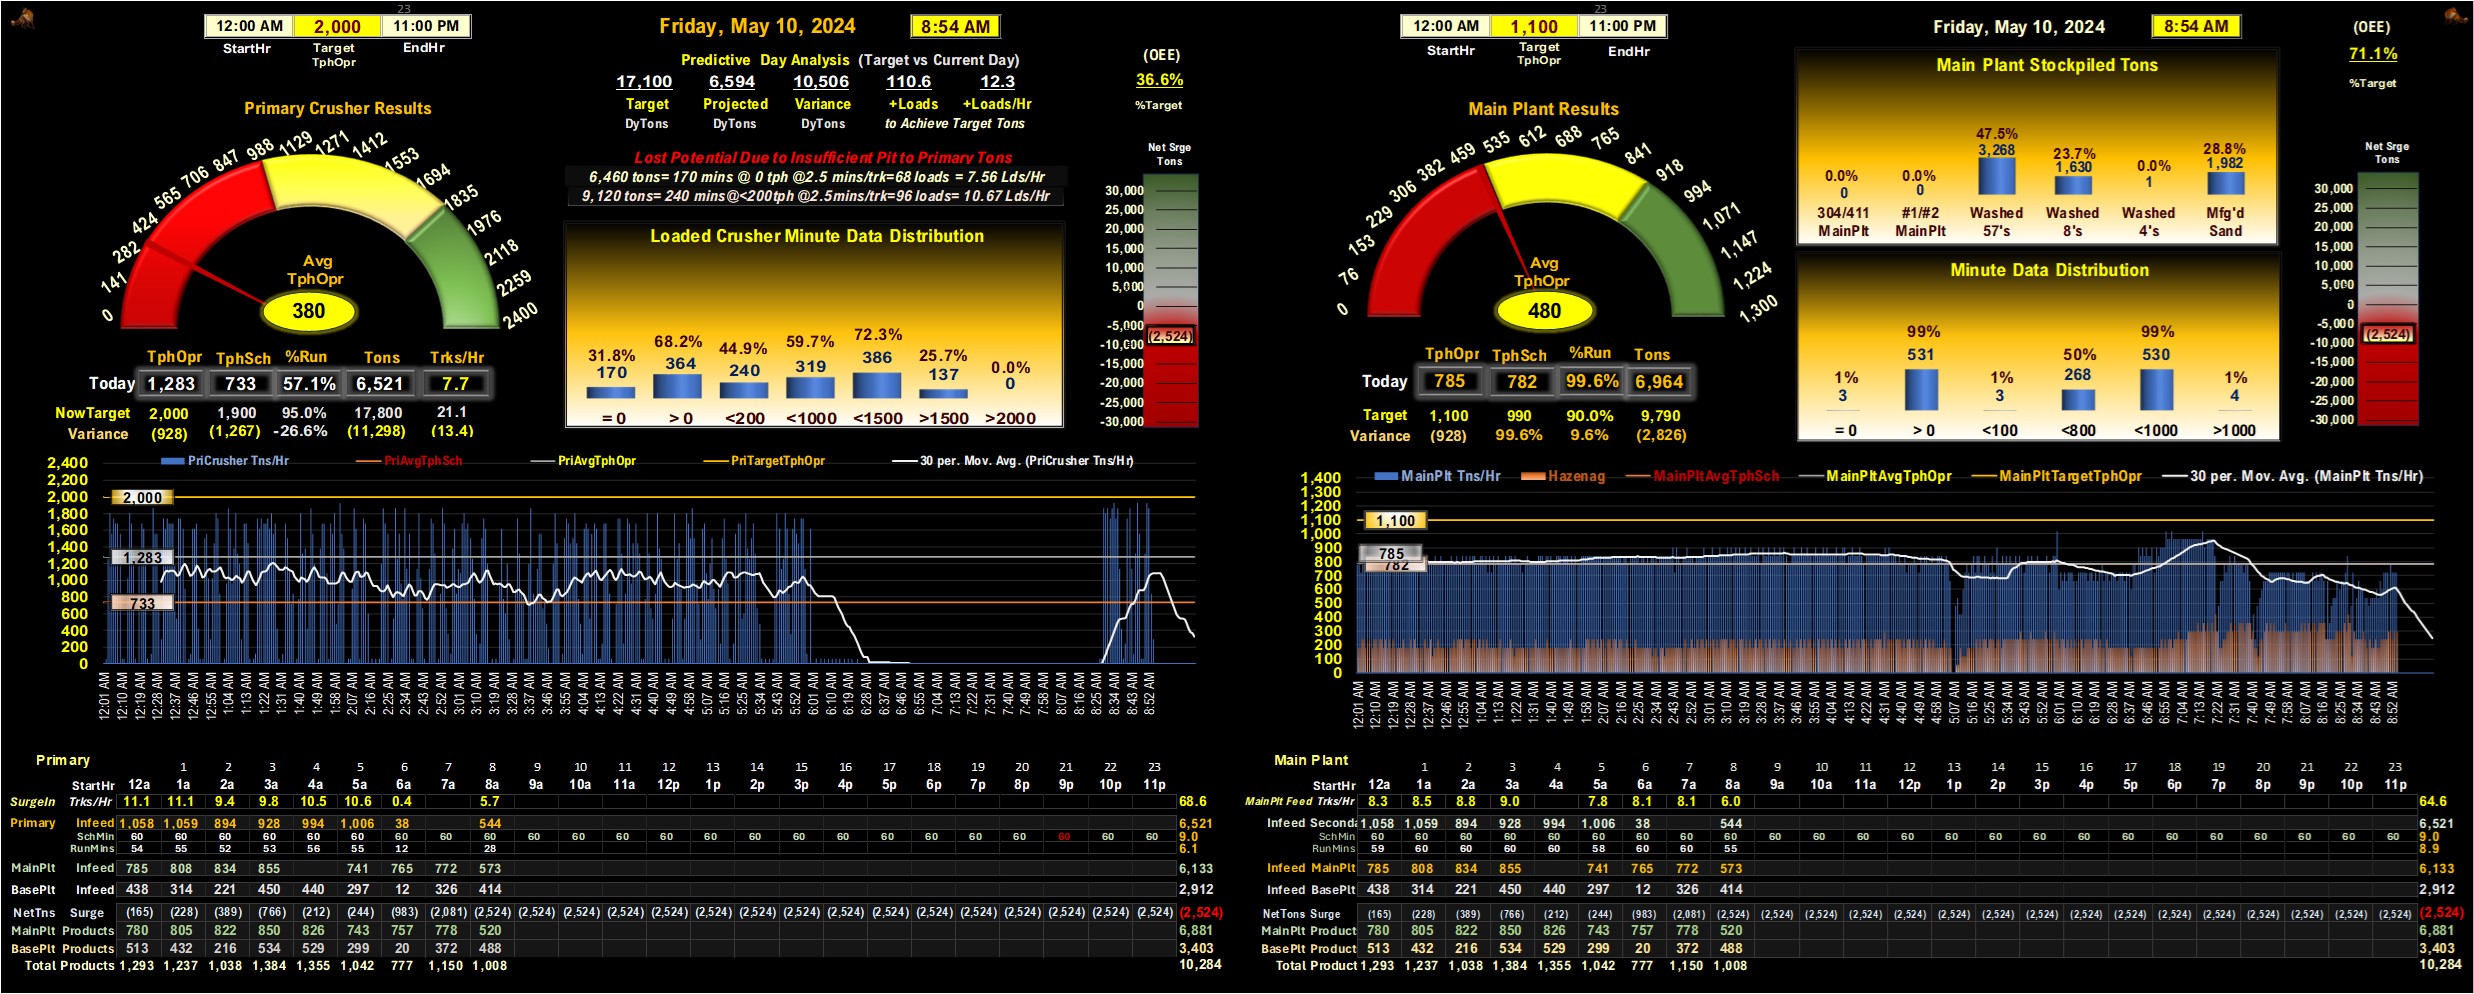 23
12:00 AM 2,000 11:00 PM
StartHr Target TphOpr EndHr
Friday, May 10, 2024 8:54 AM
Predictive Day Analysis (Target vs Current Day)
17,100 6,594 10,506 110.6 12.3
Target Projected Variance +Loads +Loads/Hr
DyTons DyTons DyTons to Achieve Target Tons
(OEE)
36.6%
%Target
Primary Crusher Results
0 141 282 424 565 706 847 988 1129 1271 1412 1553 1694 1835 1976 2118 2259 2400
Avg
TphOpr
380
Lost Potential Due to Insufficient Pit to Primary Tons
6,460 tons= 170 mins @ 0 tph @2.5 mins/trk=68 loads = 7.56 Lds/Hr
9,120 tons= 240 mins@<200tph @2.5mins/trk=96 loads= 10.67 Lds/Hr
Net Srge
Tons
30,000
25,000
20,000
15,000
10,000
5,000
0
-5,000
(2,524)
-10,000
-15,000
-20,000
-25,000
-30,000
Loaded Crusher Minute Data Distribution
31.8% 68.2% 44.9% 59.7% 72.3% 25.7% 0.0%
170 364 240 319 386 137 0
= 0 > 0 <200 <1000 <1500 >1500 >2000
TphOpr TphSch %Run Tons Trks/Hr
Today 1,283 733 57.1% 6,521 7.7
NowTarget 2,000 1,900 95.0% 17,800 21.1
Variance (928) (1,267) -26.6% (11,298) (13.4)
PriCrusher Tns/Hr PriAvgTphSch PriAvgTphOpr PriTargetTphOpr 30 per. Mov. Avg. (PriCrusher Tns/Hr)
2,400
2,200
2,000
1,800
1,600
1,400
1,200
1,000
800
600
400
200
0
2,000
1,283
733
12:01 AM 12:10 AM 12:19 AM 12:28 AM 12:37 AM 12:46 AM 12:55 AM 1:04 AM 1:13 AM 1:22 AM 1:31 AM 1:40 AM 1:49 AM 1:58 AM 2:07 AM 2:16 AM 2:25 AM 2:34 AM 2:43 AM 2:52 AM 3:01 AM 3:10 AM 3:19 AM 3:28 AM 3:37 AM 3:46 AM 3:55 AM 4:04 AM 4:13 AM 4:22 AM 4:31 AM 4:40 AM 4:49 AM 4:58 AM 5:07 AM 5:16 AM 5:25 AM 5:34 AM 5:43 AM 5:52 AM 6:01 AM 6:10 AM 6:19 AM 6:28 AM 6:37 AM 6:46 AM 6:55 AM 7:04 AM 7:13 AM 7:22 AM 7:31 AM 7:40 AM 7:49 AM 7:58 AM 8:07 AM 8:16 AM 8:25 AM 8:34 AM 8:43 AM 8:52 AM
Primary 1 2 3 4 5 6 7 8 9 10 11 12 13 14 15 16 17 18 19 20 21 22 23
StartHr 12a 1a 2a 3a 4a 5a 6a 7a 8a 9a 10a 11a 12p 1p 2p 3p 4p 5p 6p 7p 8p 9p 10p 11p
SurgeIn Trks/Hr 11.1 11.1 9.4 9.8 10.5 10.6 0.4 5.7 68.6
Primary Infeed 1,058 1,059 894 928 994 1,006 38 544 6,521
SchMin 60 60 60 60 60 60 60 60 60 60 60 60 60 60 60 60 60 60 60 60 60 60 60 60 9.0
RunMins 54 55 52 53 56 55 12 28 6.1
MainPlt Infeed 785 808 834 855 741 765 772 573 6,133
BasePlt Infeed 438 314 221 450 440 297 12 326 414 2,912
NetTns Surge (165) (228) (389) (766) (212) (244) (983) (2,081) (2,524) (2,524) (2,524) (2,524) (2,524) (2,524) (2,524) (2,524) (2,524) (2,524) (2,524) (2,524) (2,524) (2,524) (2,524) (2,524) (2,524)
MainPlt Products 780 805 822 850 826 743 757 778 520 6,881
BasePlt Products 513 432 216 534 529 299 20 372 488 3,403
Total Products 1,293 1,237 1,038 1,384 1,355 1,042 777 1,150 1,008 10,284
23
12:00 AM 1,100 11:00 PM
StartHr Target TphOpr EndHr
Friday, May 10, 2024 8:54 AM
(OEE)
71.1%
%Target
Main Plant Results
0 76 153 229 306 382 459 535 612 688 765 841 918 994 1,071 1,147 1,224 1,300
Avg
TphOpr
480
Main Plant Stockpiled Tons
0.0% 0.0% 47.5% 23.7% 0.0% 28.8%
0 0 3,268 1,630 1 1,982
304/411 #1/#2 Washed Washed Washed Mfg'd
MainPlt MainPlt 57's 8's 4's Sand
Net Srge
Tons
30,000
25,000
20,000
15,000
10,000
5,000
0
-5,000
(2,524)
-10,000
-15,000
-20,000
-25,000
-30,000
Minute Data Distribution
1% 99% 1% 50% 99% 1%
3 531 3 268 530 4
= 0 > 0 <100 <800 <1000 >1000
TphOpr TphSch %Run Tons
Today 785 782 99.6% 6,964
Target 1,100 990 90.0% 9,790
Variance (928) 99.6% 9.6% (2,826)
MainPlt Tns/Hr Hazenag MainPltAvgTphSch MainPltAvgTphOpr MainPltTargetTphOpr 30 per. Mov. Avg. (MainPlt Tns/Hr)
1,400
1,300
1,200
1,100
1,000
900
800
700
600
500
400
300
200
100
0
1,100
785
782
12:01 AM 12:10 AM 12:19 AM 12:28 AM 12:37 AM 12:46 AM 12:55 AM 1:04 AM 1:13 AM 1:22 AM 1:31 AM 1:40 AM 1:49 AM 1:58 AM 2:07 AM 2:16 AM 2:25 AM 2:34 AM 2:43 AM 2:52 AM 3:01 AM 3:10 AM 3:19 AM 3:28 AM 3:37 AM 3:46 AM 3:55 AM 4:04 AM 4:13 AM 4:22 AM 4:31 AM 4:40 AM 4:49 AM 4:58 AM 5:07 AM 5:16 AM 5:25 AM 5:34 AM 5:43 AM 5:52 AM 6:01 AM 6:10 AM 6:19 AM 6:28 AM 6:37 AM 6:46 AM 6:55 AM 7:04 AM 7:13 AM 7:22 AM 7:31 AM 7:40 AM 7:49 AM 7:58 AM 8:07 AM 8:16 AM 8:25 AM 8:34 AM 8:43 AM 8:52 AM
Main Plant 1 2 3 4 5 6 7 8 9 10 11 12 13 14 15 16 17 18 19 20 21 22 23
StartHr 12a 1a 2a 3a 4a 5a 6a 7a 8a 9a 10a 11a 12p 1p 2p 3p 4p 5p 6p 7p 8p 9p 10p 11p
MainPlt Feed Trks/Hr 8.3 8.5 8.8 9.0 7.8 8.1 8.1 6.0 64.6
Infeed Seconda 1,058 1,059 894 928 994 1,006 38 544 6,521
SchMin 60 60 60 60 60 60 60 60 60 60 60 60 60 60 60 60 60 60 60 60 60 60 60 60 9.0
RunMins 59 60 60 60 60 58 60 60 55 8.9
Infeed MainPlt 785 808 834 855 741 765 772 573 6,133
Infeed BasePlt 438 314 221 450 440 297 12 326 414 2,912
NetTons Surge (165) (228) (389) (766) (212) (244) (983) (2,081) (2,524) (2,524) (2,524) (2,524) (2,524) (2,524) (2,524) (2,524) (2,524) (2,524) (2,524) (2,524) (2,524) (2,524) (2,524) (2,524) (2,524)
MainPlt Product 780 805 822 850 826 743 757 778 520 6,881
BasePlt Product 513 432 216 534 529 299 20 372 488 3,403
Total Product 1,293 1,237 1,038 1,384 1,355 1,042 777 1,150 1,008 10,284